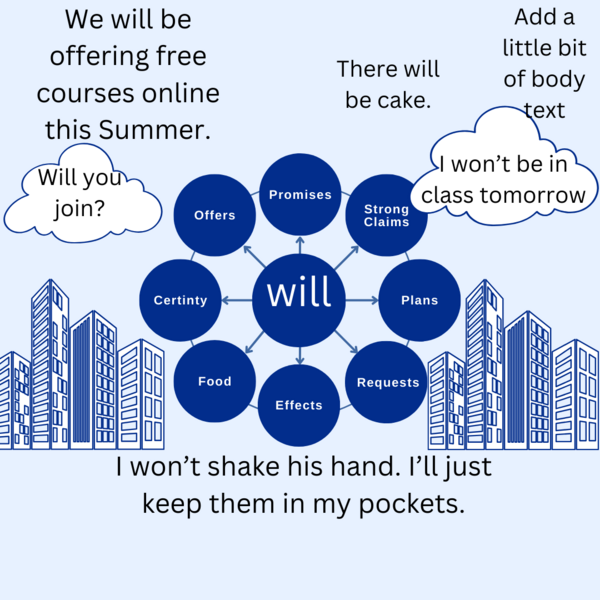 We will be
offering free
courses online
this Summer.
There will
be cake.
Add a
little bit
of body
text
Will you
join?
I won't be in
class tomorrow
Promises
Offers
Strong
Claims
Certinty
will
Plans
Food
Requests
Effects
I won't shake his hand. I'll just
keep them in my pockets.